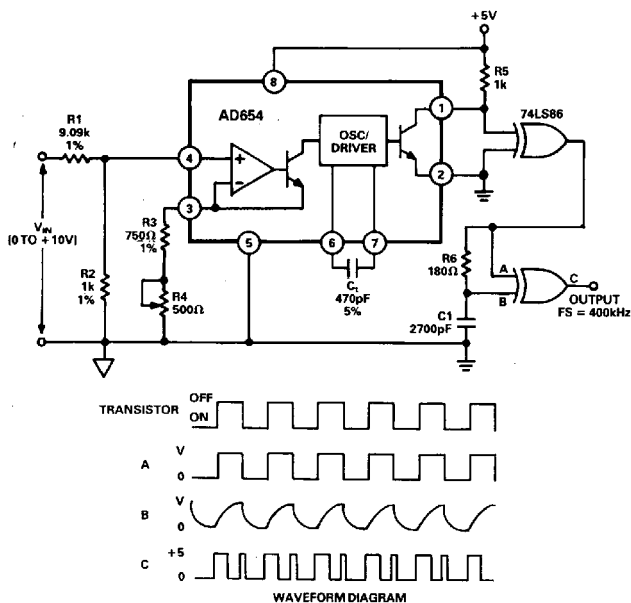 +5V
8
R5
1k
R1
9.09k
1%
AD654
1
74LS86
4
+
OSC/
DRIVER
−
2
3
VIN
(0 TO +10V)
R3
750Ω
1%
5
6
7
R6
180Ω
A
B
C
OUTPUT
FS = 400kHz
R2
1k
1%
R4
500Ω
Ct
470pF
5%
C1
2700pF
TRANSISTOR
OFF
ON
A
V
0
B
V
0
C
+5
0
WAVEFORM DIAGRAM